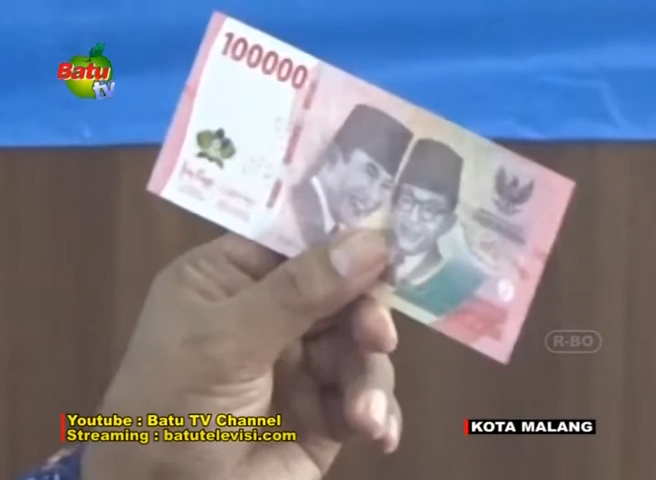 Batu
tv
100000
R-BO
Youtube : Batu TV Channel
Streaming : batutelevisi.com
KOTA MALANG